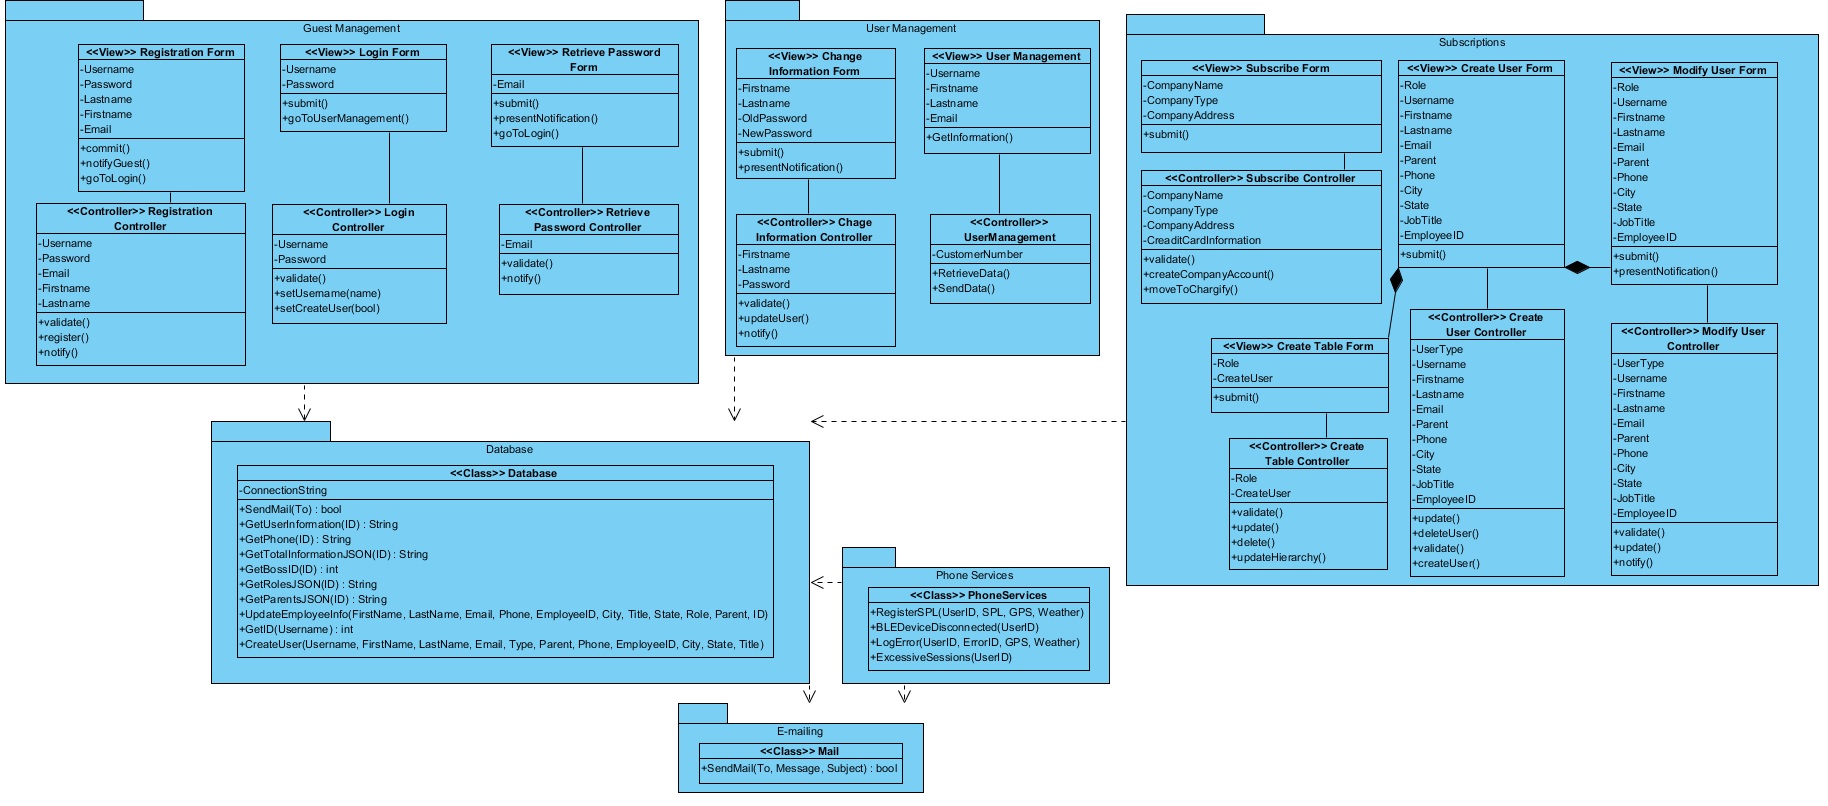 Guest Management
<<View>> Registration Form
-Username
-Password
-Lastname
-Firstname
-Email
+commit()
+notifyGuest()
+goToLogin()
<<Controller>> Registration
Controller
-Username
-Password
-Email
-Firstname
-Lastname
+validate()
+register()
+notify()
<<View>> Login Form
-Username
-Password
+submit()
+goToUserManagement()
<<Controller>> Login
Controller
-Username
-Password
+validate()
+setUsername(name)
+setCreateUser(bool)
<<View>> Retrieve Password
Form
-Email
+submit()
+presentNotification()
+goToLogin()
<<Controller>> Retrieve
Password Controller
-Email
+validate()
+notify()
User Management
<<View>> Change
Information Form
-Firstname
-Lastname
-OldPassword
-NewPassword
+submit()
+presentNotification()
<<Controller>> Chage
Information Controller
-Firstname
-Lastname
-Password
+validate()
+updateUser()
+notify()
<<View>> User Management
-Username
-Firstname
-Lastname
-Email
+GetInformation()
<<Controller>>
UserManagement
-CustomerNumber
+RetrieveData()
+SendData()
Subscriptions
<<View>> Subscribe Form
-CompanyName
-CompanyType
-CompanyAddress
+submit()
<<Controller>> Subscribe Controller
-CompanyName
-CompanyType
-CompanyAddress
-CreaditCardInformation
+validate()
+createCompanyAccount()
+moveToChargify()
<<View>> Create User Form
-Role
-Username
-Firstname
-Lastname
-Email
-Parent
-Phone
-City
-State
-JobTitle
-EmployeeID
+submit()
<<View>> Modify User Form
-Role
-Username
-Firstname
-Lastname
-Email
-Parent
-Phone
-City
-State
-JobTitle
-EmployeeID
+submit()
+presentNotification()
<<View>> Create Table Form
-Role
-CreateUser
+submit()
<<Controller>> Create
Table Controller
-Role
-CreateUser
+validate()
+update()
+delete()
+updateHierarchy()
<<Controller>> Create
User Controller
-UserType
-Username
-Firstname
-Lastname
-Email
-Parent
-Phone
-City
-State
-JobTitle
-EmployeeID
+update()
+deleteUser()
+validate()
+createUser()
<<Controller>> Modify User
Controller
-UserType
-Username
-Firstname
-Lastname
-Email
-Parent
-Phone
-City
-State
-JobTitle
-EmployeeID
+validate()
+update()
+notify()
Database
<<Class>> Database
-ConnectionString
+SendMail(To) : bool
+GetUserInformation(ID) : String
+GetPhone(ID) : String
+GetTotalInformationJSON(ID) : String
+GetBossID(ID) : int
+GetRolesJSON(ID) : String
+GetParentsJSON(ID) : String
+UpdateEmployeeInfo(FirstName, LastName, Email, Phone, EmployeeID, City, Title, State, Role, Parent, ID)
+GetID(Username) : int
+CreateUser(Username, FirstName, LastName, Email, Type, Parent, Phone, EmployeeID, City, State, Title)
Phone Services
<<Class>> PhoneServices
+RegisterSPL(UserID, SPL, GPS, Weather)
+BLEDeviceDisconnected(UserID)
+LogError(UserID, ErrorID, GPS, Weather)
+ExcessiveSessions(UserID)
E-mailing
<<Class>> Mail
+SendMail(To, Message, Subject) : bool